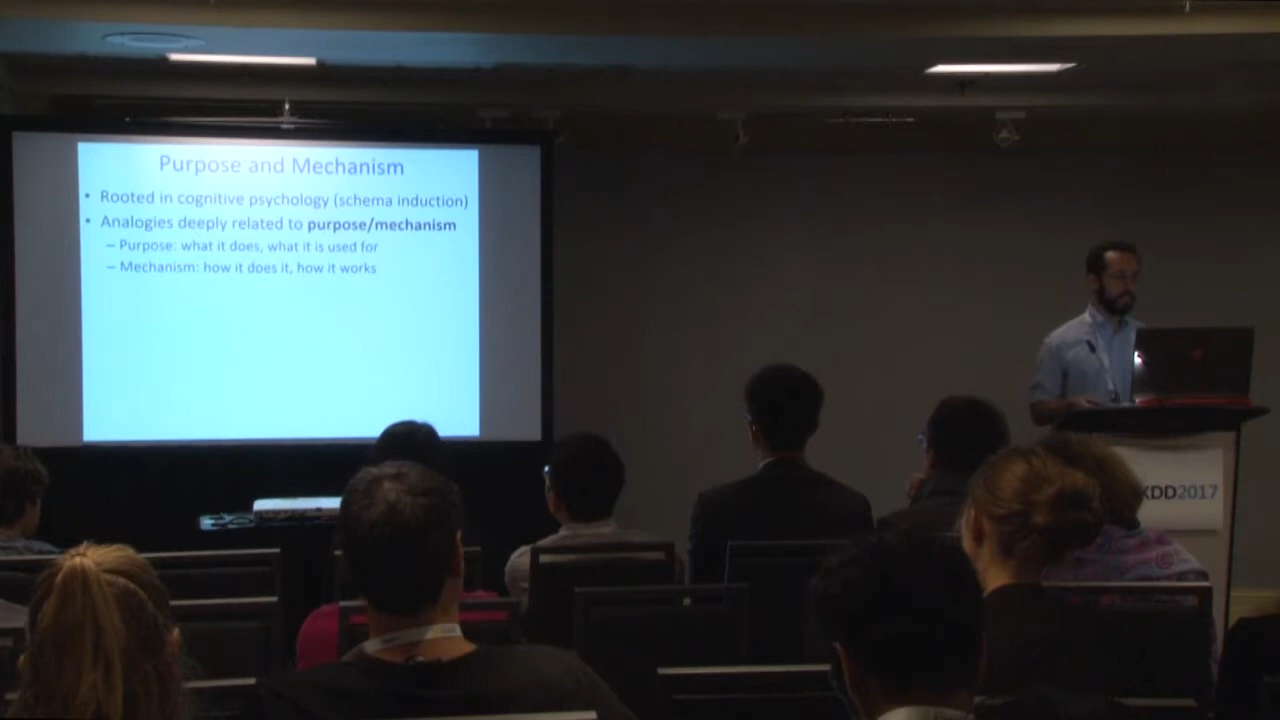 Purpose and Mechanism
• Rooted in cognitive psychology (schema induction)
• Analogies deeply related to purpose/mechanism
– Purpose: what it does, what it is used for
– Mechanism: how it does it, how it works
KDD2017